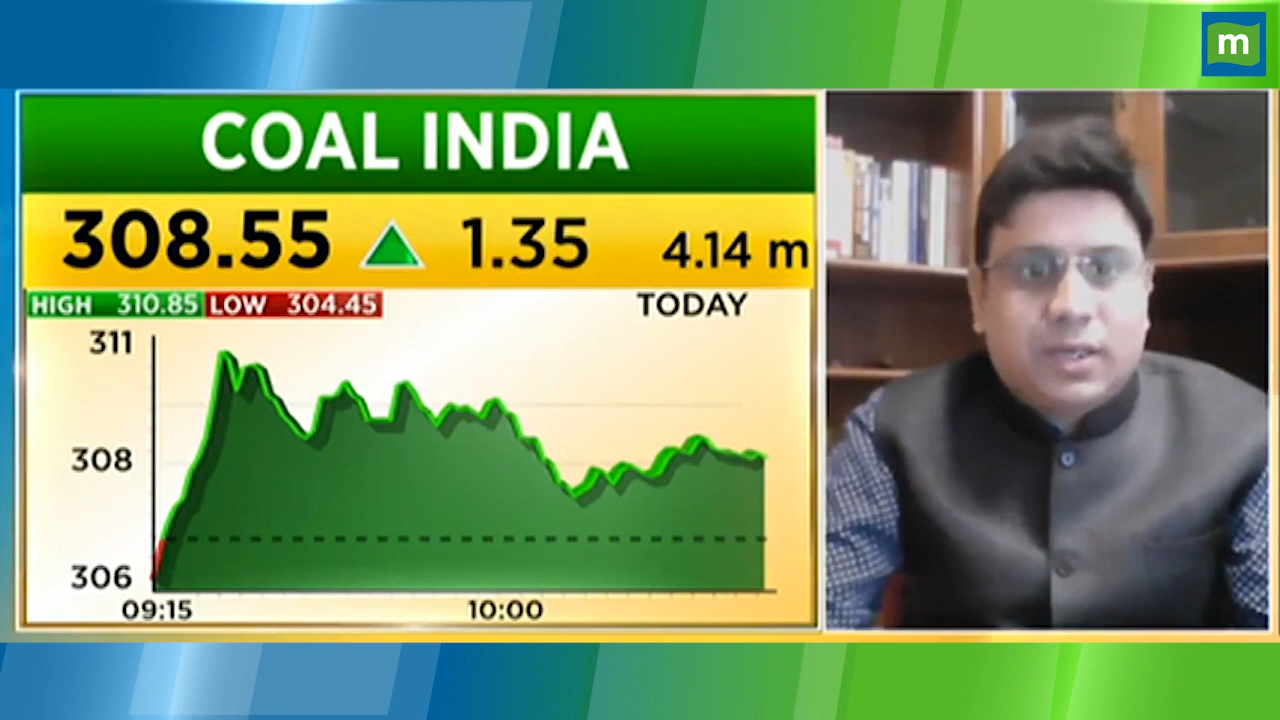 m
COAL INDIA
308.55 ▲ 1.35 4.14 m
HIGH 310.85 LOW 304.45 TODAY
311
308
306
09:15 10:00